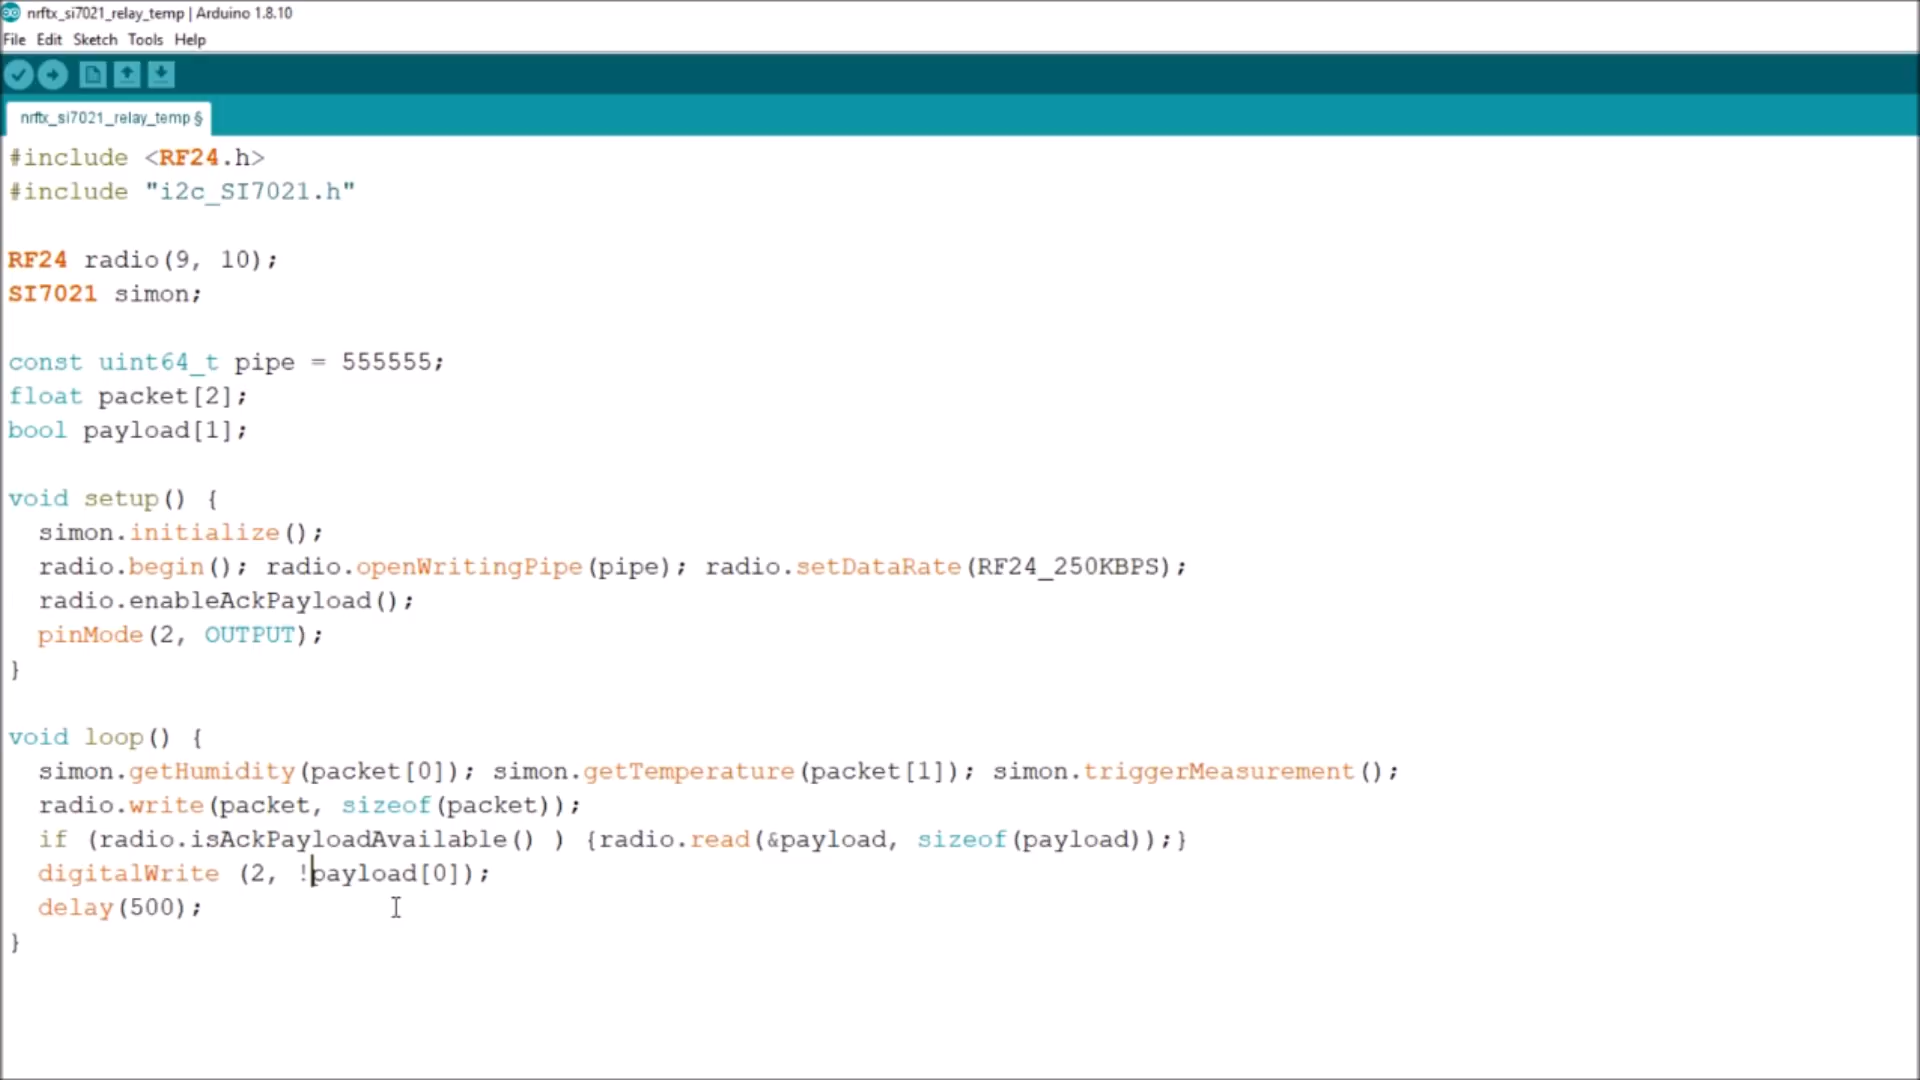 nrftx_si7021_relay_temp | Arduino 1.8.10
File Edit Sketch Tools Help
nrftx_si7021_relay_temp §
#include <RF24.h>
#include "i2c_SI7021.h"
RF24 radio(9, 10);
SI7021 simon;
const uint64_t pipe = 555555;
float packet[2];
bool payload[1];
void setup() {
  simon.initialize();
  radio.begin(); radio.openWritingPipe(pipe); radio.setDataRate(RF24_250KBPS);
  radio.enableAckPayload();
  pinMode(2, OUTPUT);
}
void loop() {
  simon.getHumidity(packet[0]); simon.getTemperature(packet[1]); simon.triggerMeasurement();
  radio.write(packet, sizeof(packet));
  if (radio.isAckPayloadAvailable() ) {radio.read(&payload, sizeof(payload));}
  digitalWrite (2, !payload[0]);
  delay(500);
}